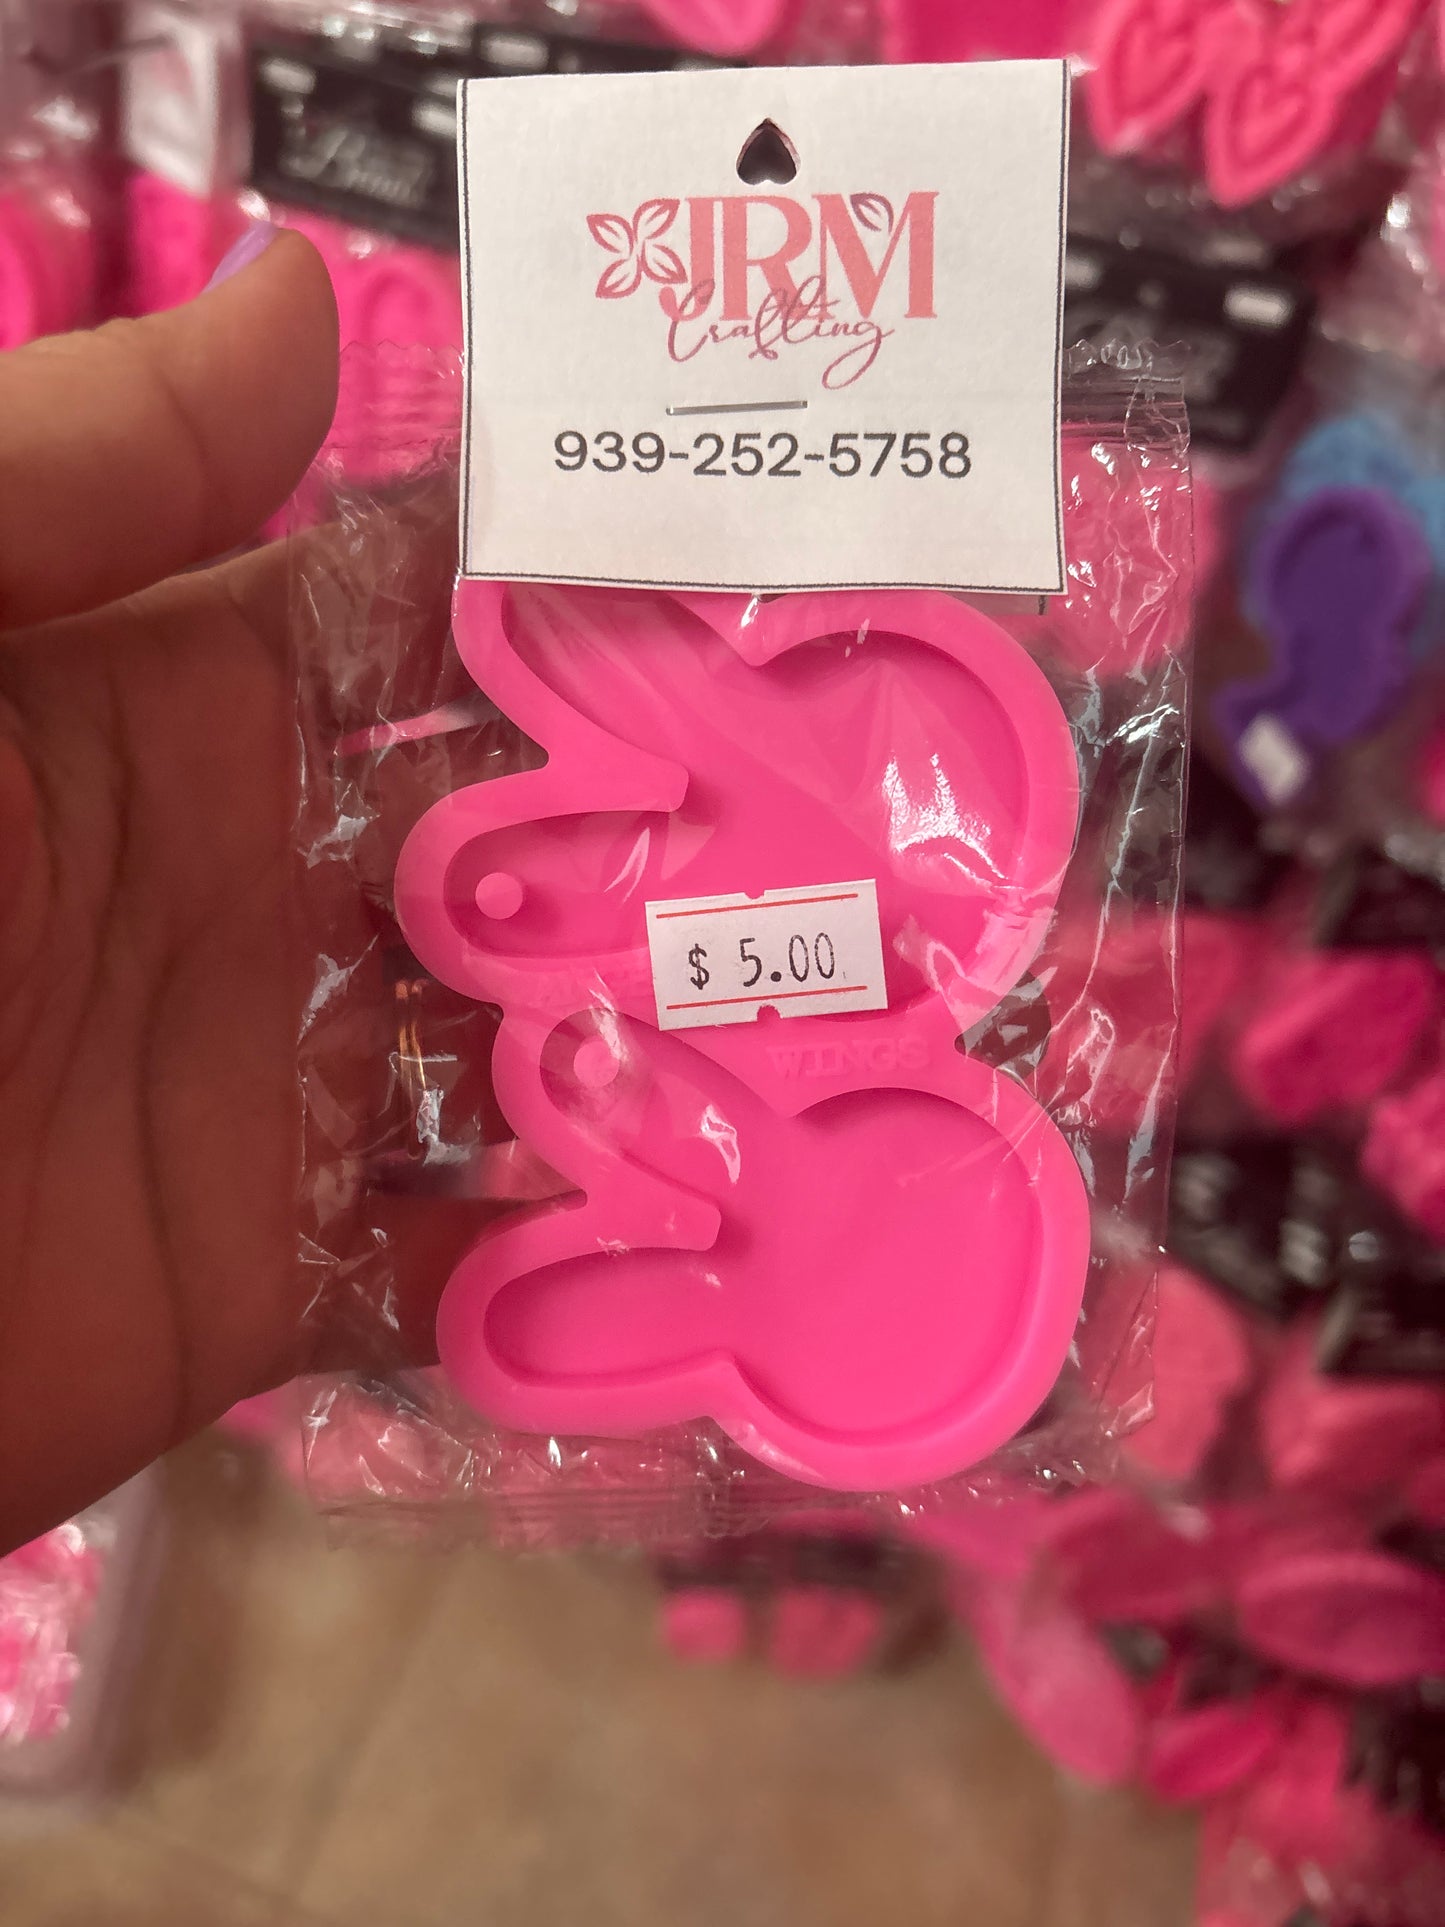 JRM
Crafting
939-252-5758
$ 5.00
WINGS